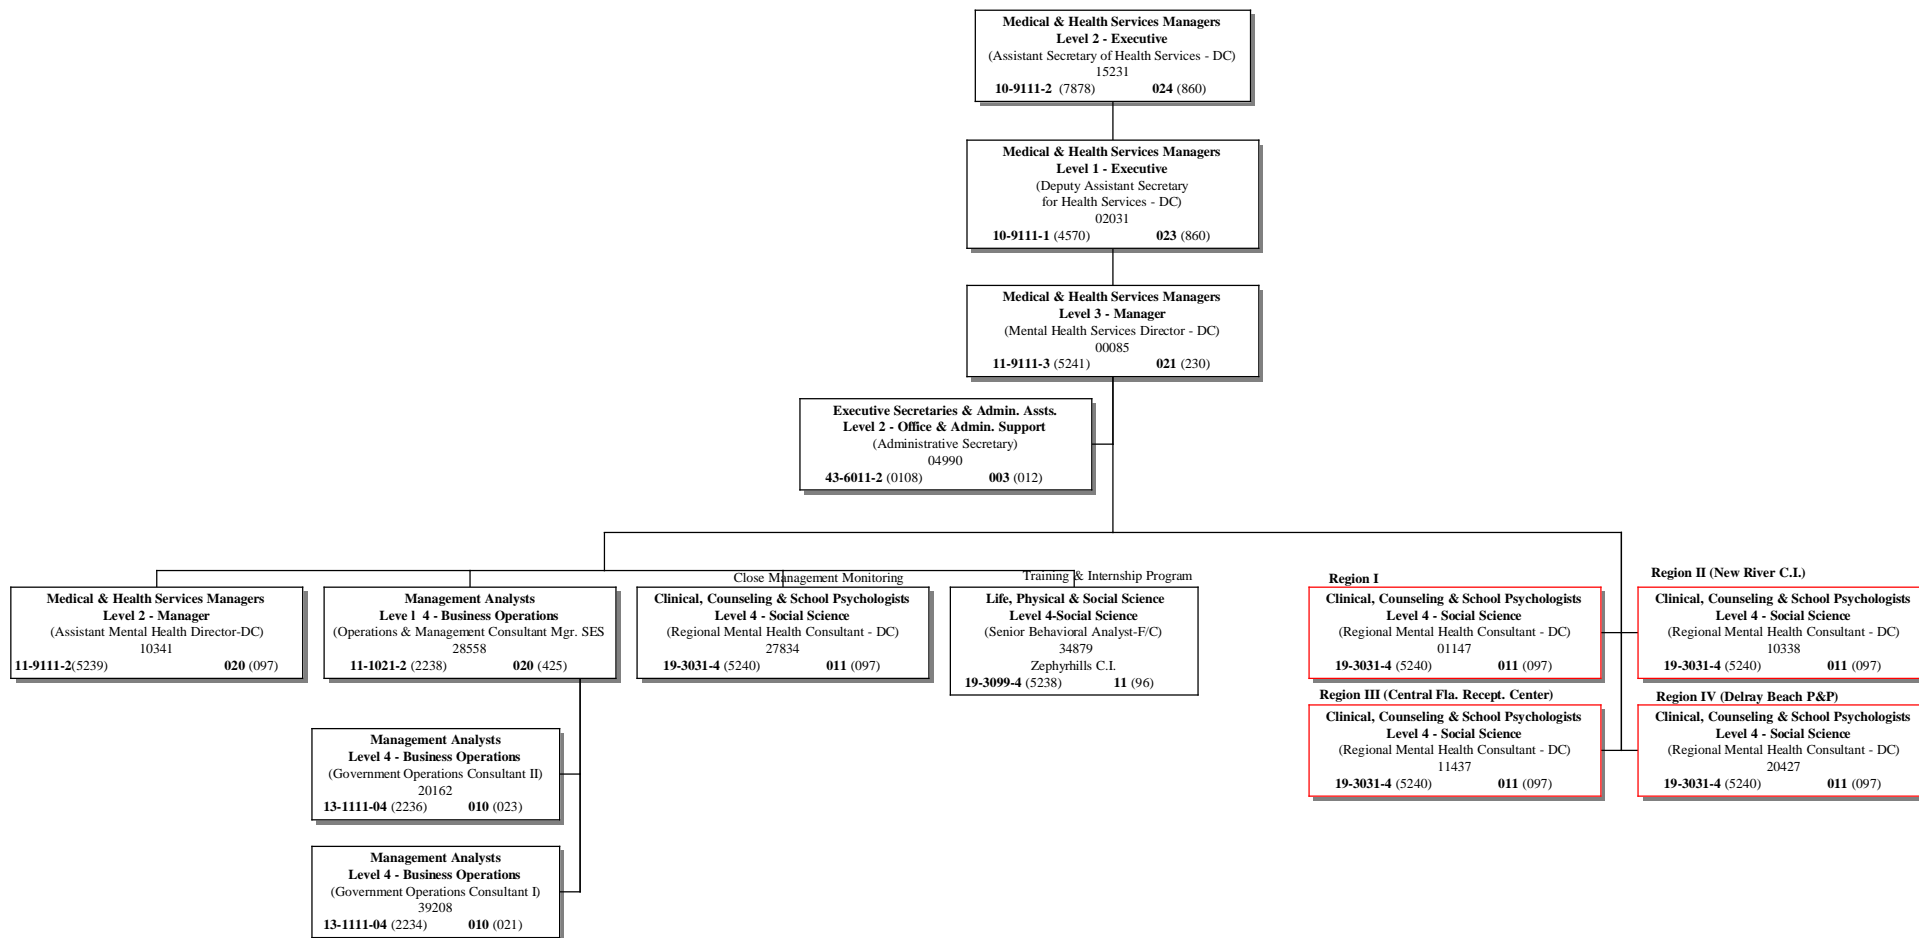 Medical & Health Services Managers
Level 2 - Executive
(Assistant Secretary of Health Services - DC)
15231
10-9111-2 (7878) 024 (860)
Medical & Health Services Managers
Level 1 - Executive
(Deputy Assistant Secretary
for Health Services - DC)
02031
10-9111-1 (4570) 023 (860)
Medical & Health Services Managers
Level 3 - Manager
(Mental Health Services Director - DC)
00085
11-9111-3 (5241) 021 (230)
Executive Secretaries & Admin. Assts.
Level 2 - Office & Admin. Support
(Administrative Secretary)
04990
43-6011-2 (0108) 003 (012)
Medical & Health Services Managers
Level 2 - Manager
(Assistant Mental Health Director-DC)
10341
11-9111-2(5239) 020 (097)
Management Analysts
Leve l 4 - Business Operations
(Operations & Management Consultant Mgr. SES
28558
11-1021-2 (2238) 020 (425)
Close Management Monitoring
Clinical, Counseling & School Psychologists
Level 4 - Social Science
(Regional Mental Health Consultant - DC)
27834
19-3031-4 (5240) 011 (097)
Training & Internship Program
Life, Physical & Social Science
Level 4-Social Science
(Senior Behavioral Analyst-F/C)
34879
Zephyrhills C.I.
19-3099-4 (5238) 11 (96)
Region I
Clinical, Counseling & School Psychologists
Level 4 - Social Science
(Regional Mental Health Consultant - DC)
01147
19-3031-4 (5240) 011 (097)
Region II (New River C.I.)
Clinical, Counseling & School Psychologists
Level 4 - Social Science
(Regional Mental Health Consultant - DC)
10338
19-3031-4 (5240) 011 (097)
Region III (Central Fla. Recept. Center)
Clinical, Counseling & School Psychologists
Level 4 - Social Science
(Regional Mental Health Consultant - DC)
11437
19-3031-4 (5240) 011 (097)
Region IV (Delray Beach P&P)
Clinical, Counseling & School Psychologists
Level 4 - Social Science
(Regional Mental Health Consultant - DC)
20427
19-3031-4 (5240) 011 (097)
Management Analysts
Level 4 - Business Operations
(Government Operations Consultant II)
20162
13-1111-04 (2236) 010 (023)
Management Analysts
Level 4 - Business Operations
(Government Operations Consultant I)
39208
13-1111-04 (2234) 010 (021)